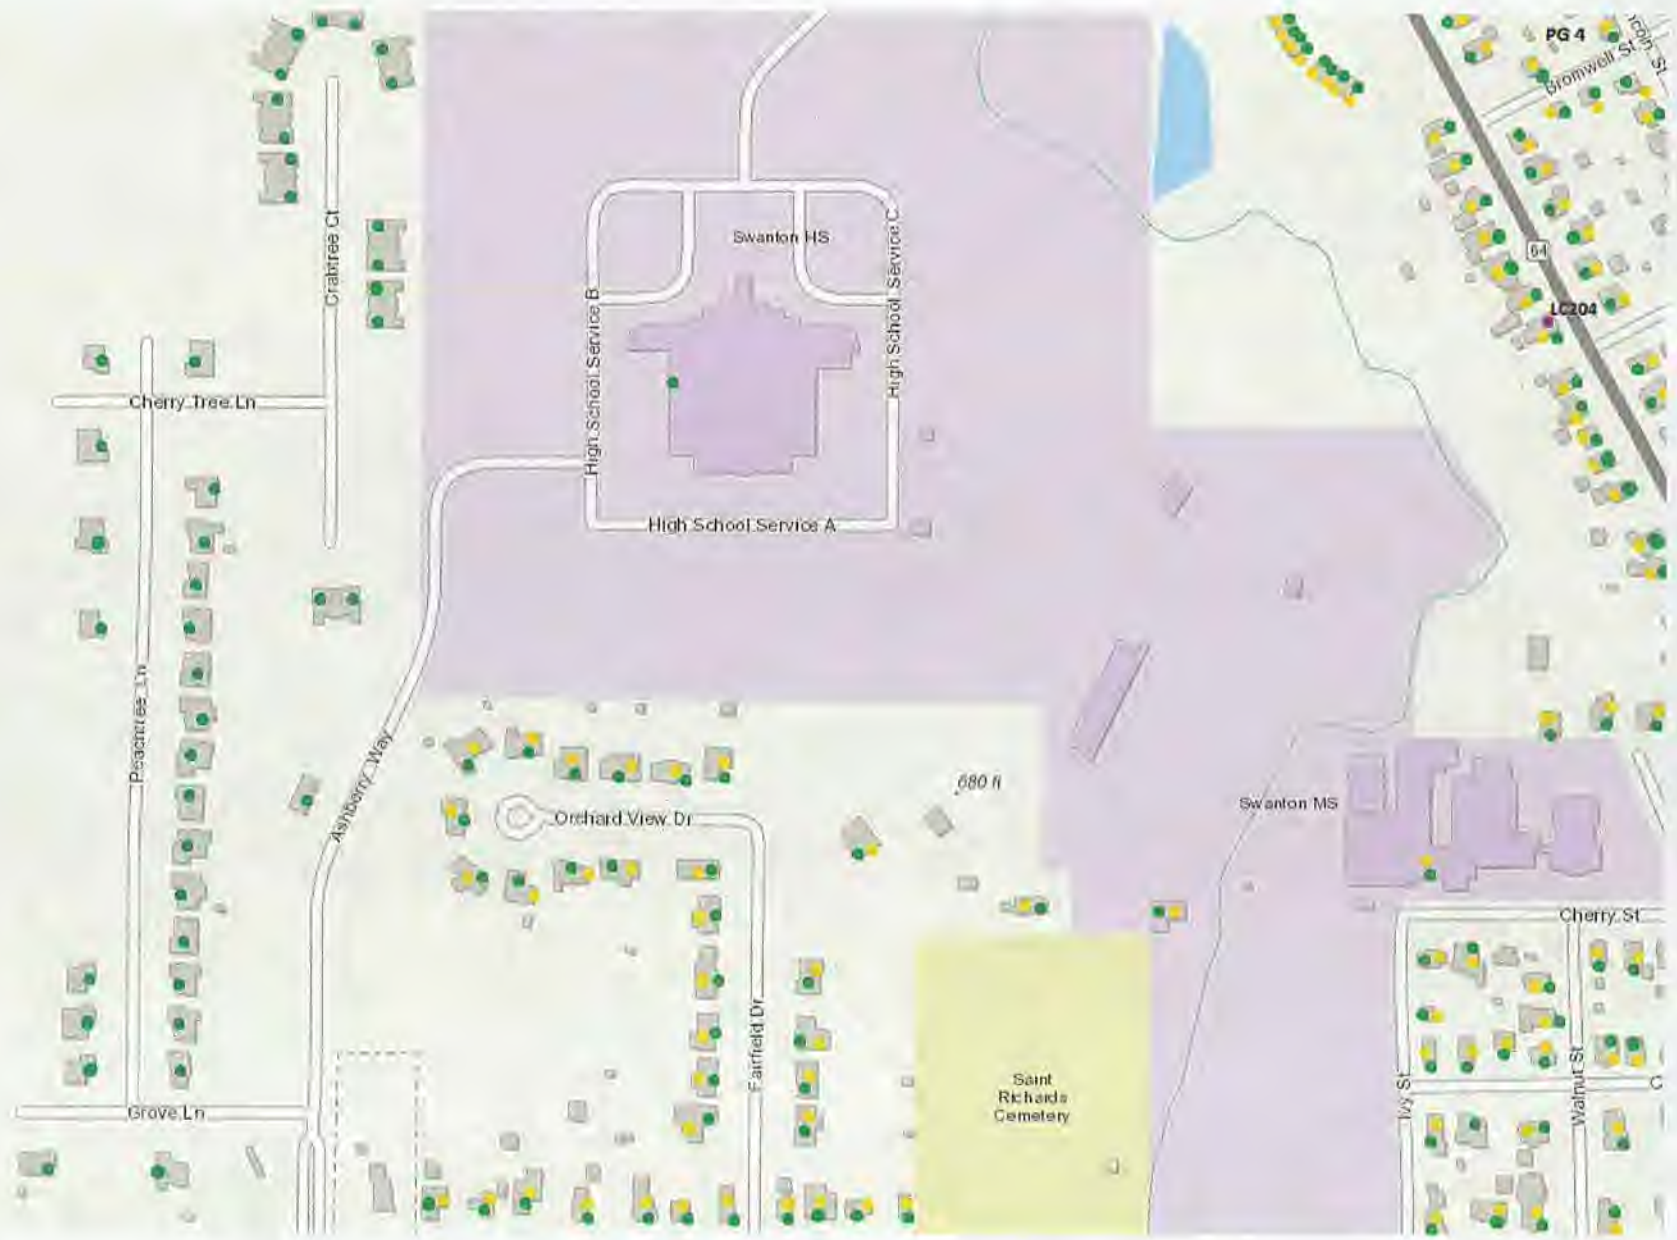 PG 4
ncoln St
Bromwell St
64
LC204
Crabtree Ct
Swanton HS
High School Service C
High School Service B
High School Service A
Cherry Tree Ln
Peachtree Ln
Ashberry Way
680 ft
Swanton MS
Orchard View Dr
Cherry St
Fairfield Dr
Saint
Richards
Cemetery
Ivy St
Walnut St
C
Grove Ln